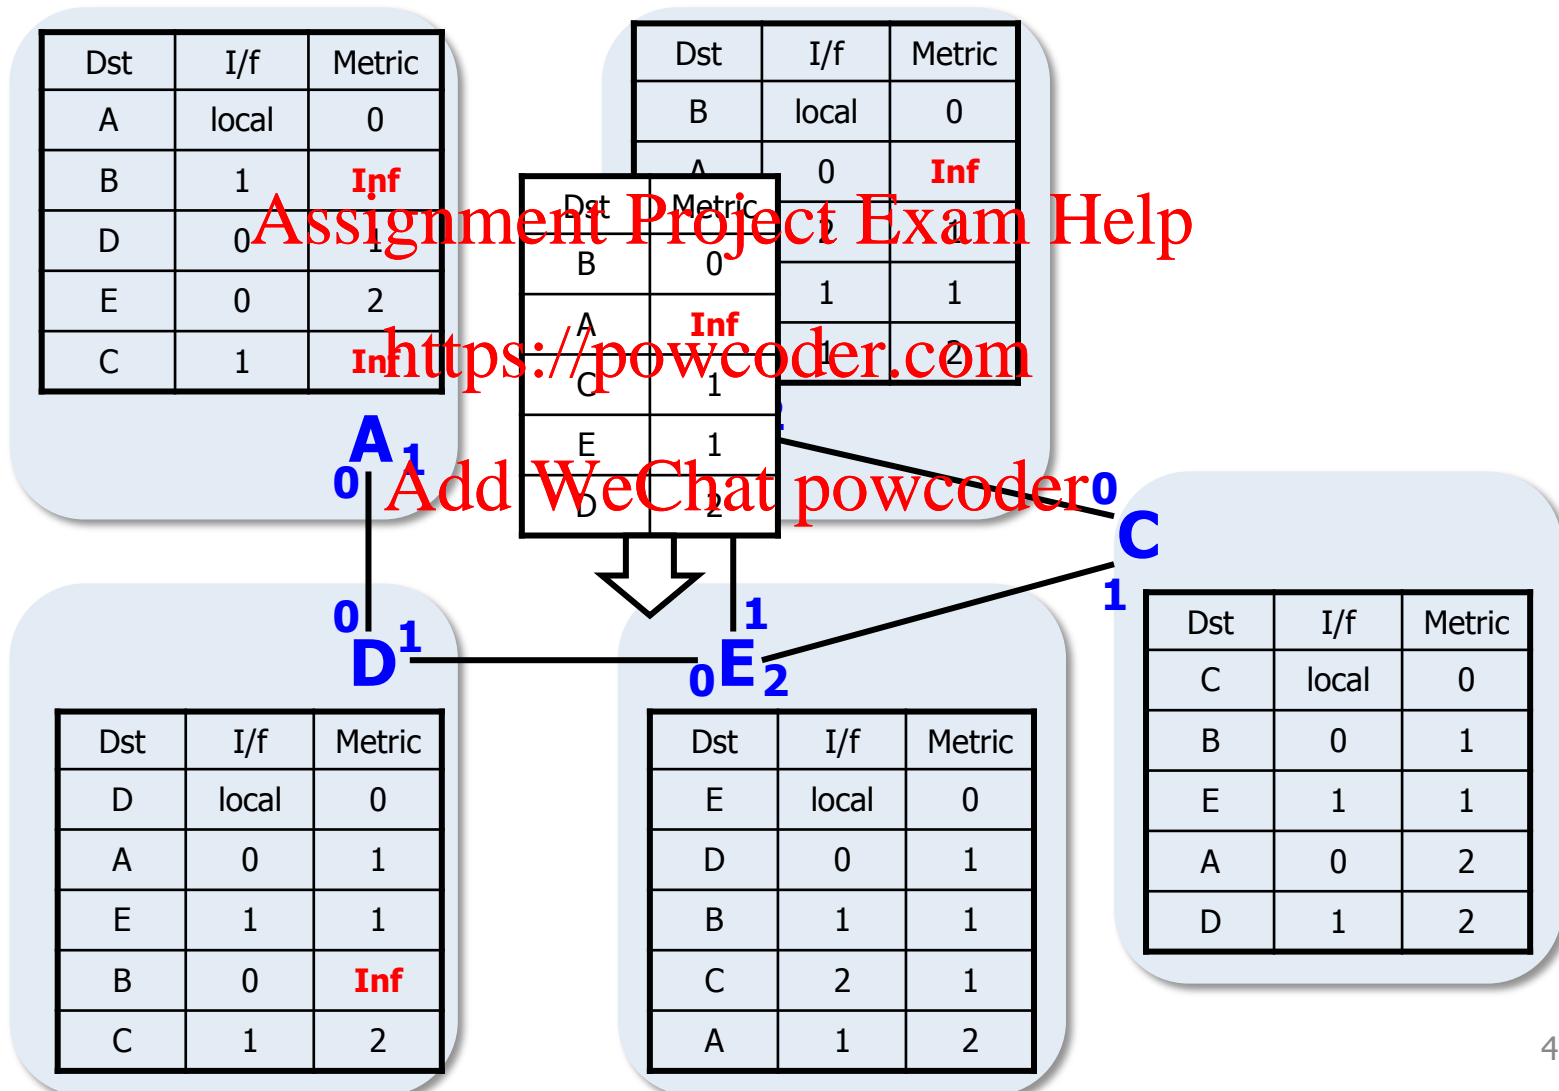 Dst I/f Metric
A local 0
B 1 Inf
D 0 1
E 0 2
C 1 Inf
Dst I/f Metric
B local 0
A 0 Inf
2 1
1 1
1 2
Dst Metric
B 0
A Inf
C 1
E 1
D 2
Assignment Project Exam Help
https://powcoder.com
Add WeChat powcoder
A
0
1
0
C
1
0
D
1
1
0
E
2
Dst I/f Metric
C local 0
B 0 1
E 1 1
A 0 2
D 1 2
Dst I/f Metric
D local 0
A 0 1
E 1 1
B 0 Inf
C 1 2
Dst I/f Metric
E local 0
D 0 1
B 1 1
C 2 1
A 1 2
4